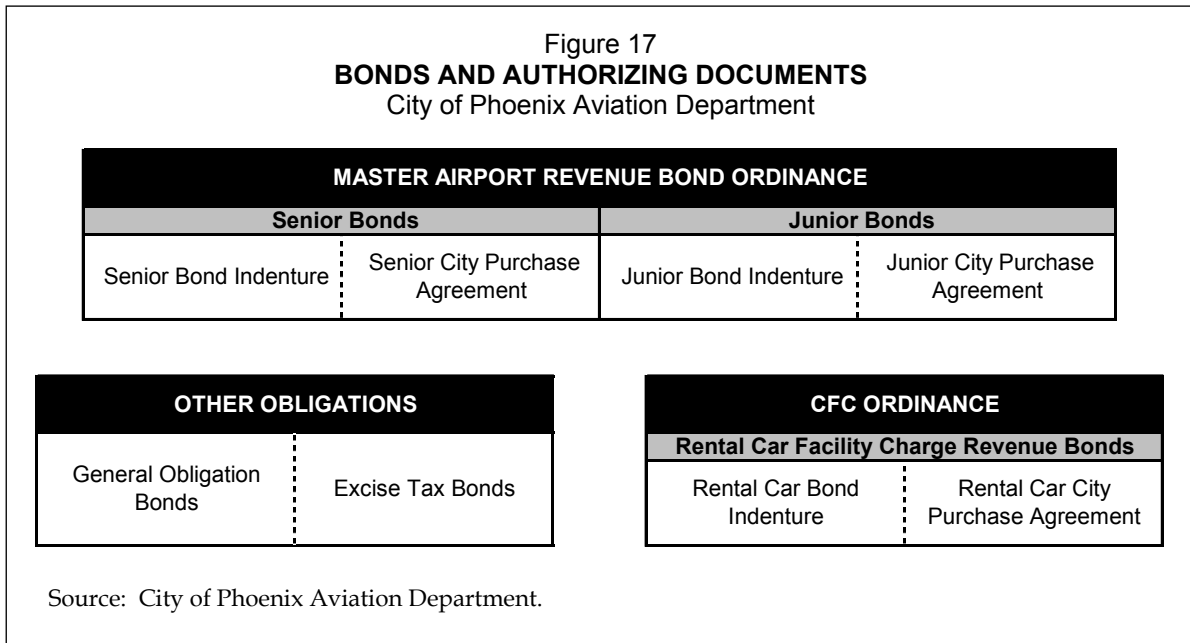 Figure 17
BONDS AND AUTHORIZING DOCUMENTS
City of Phoenix Aviation Department
MASTER AIRPORT REVENUE BOND ORDINANCE
Senior Bonds
Junior Bonds
Senior Bond Indenture
Senior City Purchase
Agreement
Junior Bond Indenture
Junior City Purchase
Agreement
OTHER OBLIGATIONS
General Obligation
Bonds
Excise Tax Bonds
CFC ORDINANCE
Rental Car Facility Charge Revenue Bonds
Rental Car Bond
Indenture
Rental Car City
Purchase Agreement
Source: City of Phoenix Aviation Department.